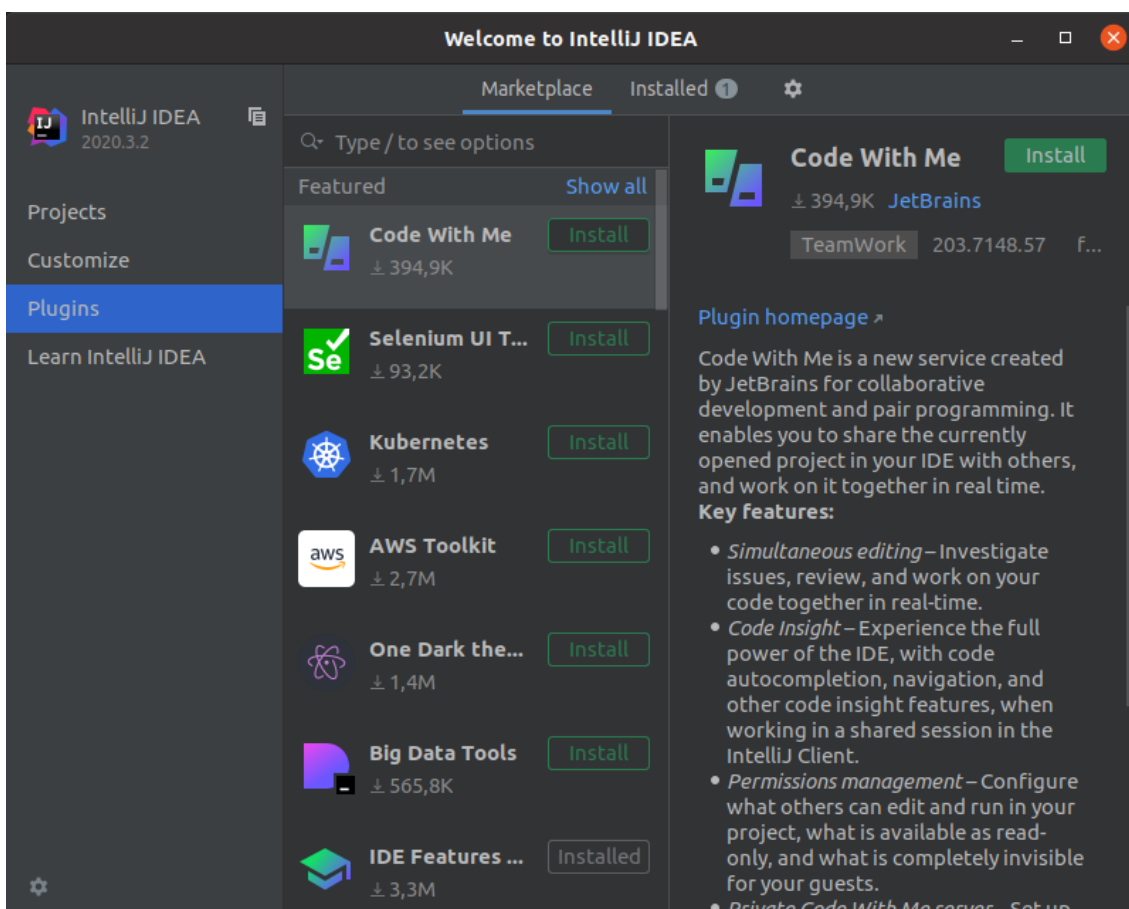 Welcome to IntelliJ IDEA
IntelliJ IDEA
2020.3.2
Projects
Customize
Plugins
Learn IntelliJ IDEA
Marketplace Installed 1
Type / to see options
Featured Show all
Code With Me Install
394,9K
Selenium UI T... Install
93,2K
Kubernetes Install
1,7M
aws AWS Toolkit Install
2,7M
One Dark the... Install
1,4M
Big Data Tools Install
565,8K
IDE Features ... Installed
3,3M
Code With Me Install
394,9K JetBrains
TeamWork 203.7148.57 f...
Plugin homepage
Code With Me is a new service created
by JetBrains for collaborative
development and pair programming. It
enables you to share the currently
opened project in your IDE with others,
and work on it together in real time.
Key features:
• Simultaneous editing – Investigate
issues, review, and work on your
code together in real-time.
• Code Insight – Experience the full
power of the IDE, with code
autocompletion, navigation, and
other code insight features, when
working in a shared session in the
IntelliJ Client.
• Permissions management – Configure
what others can edit and run in your
project, what is available as read-
only, and what is completely invisible
for your guests.
• Private Code With Me server – Set up
IJ
Se